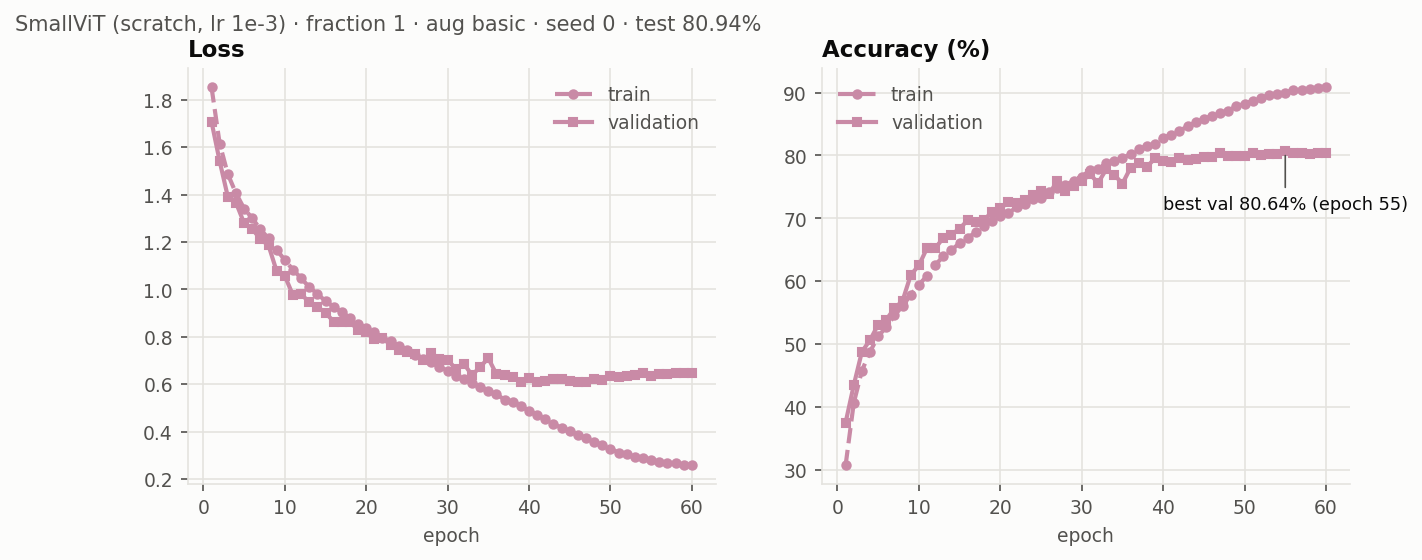 SmallViT (scratch, lr 1e-3) · fraction 1 · aug basic · seed 0 · test 80.94%
Loss
train
validation
1.8
1.6
1.4
1.2
1.0
0.8
0.6
0.4
0.2
0 10 20 30 40 50 60
epoch
Accuracy (%)
train
validation
90
80
70
60
50
40
30
best val 80.64% (epoch 55)
0 10 20 30 40 50 60
epoch